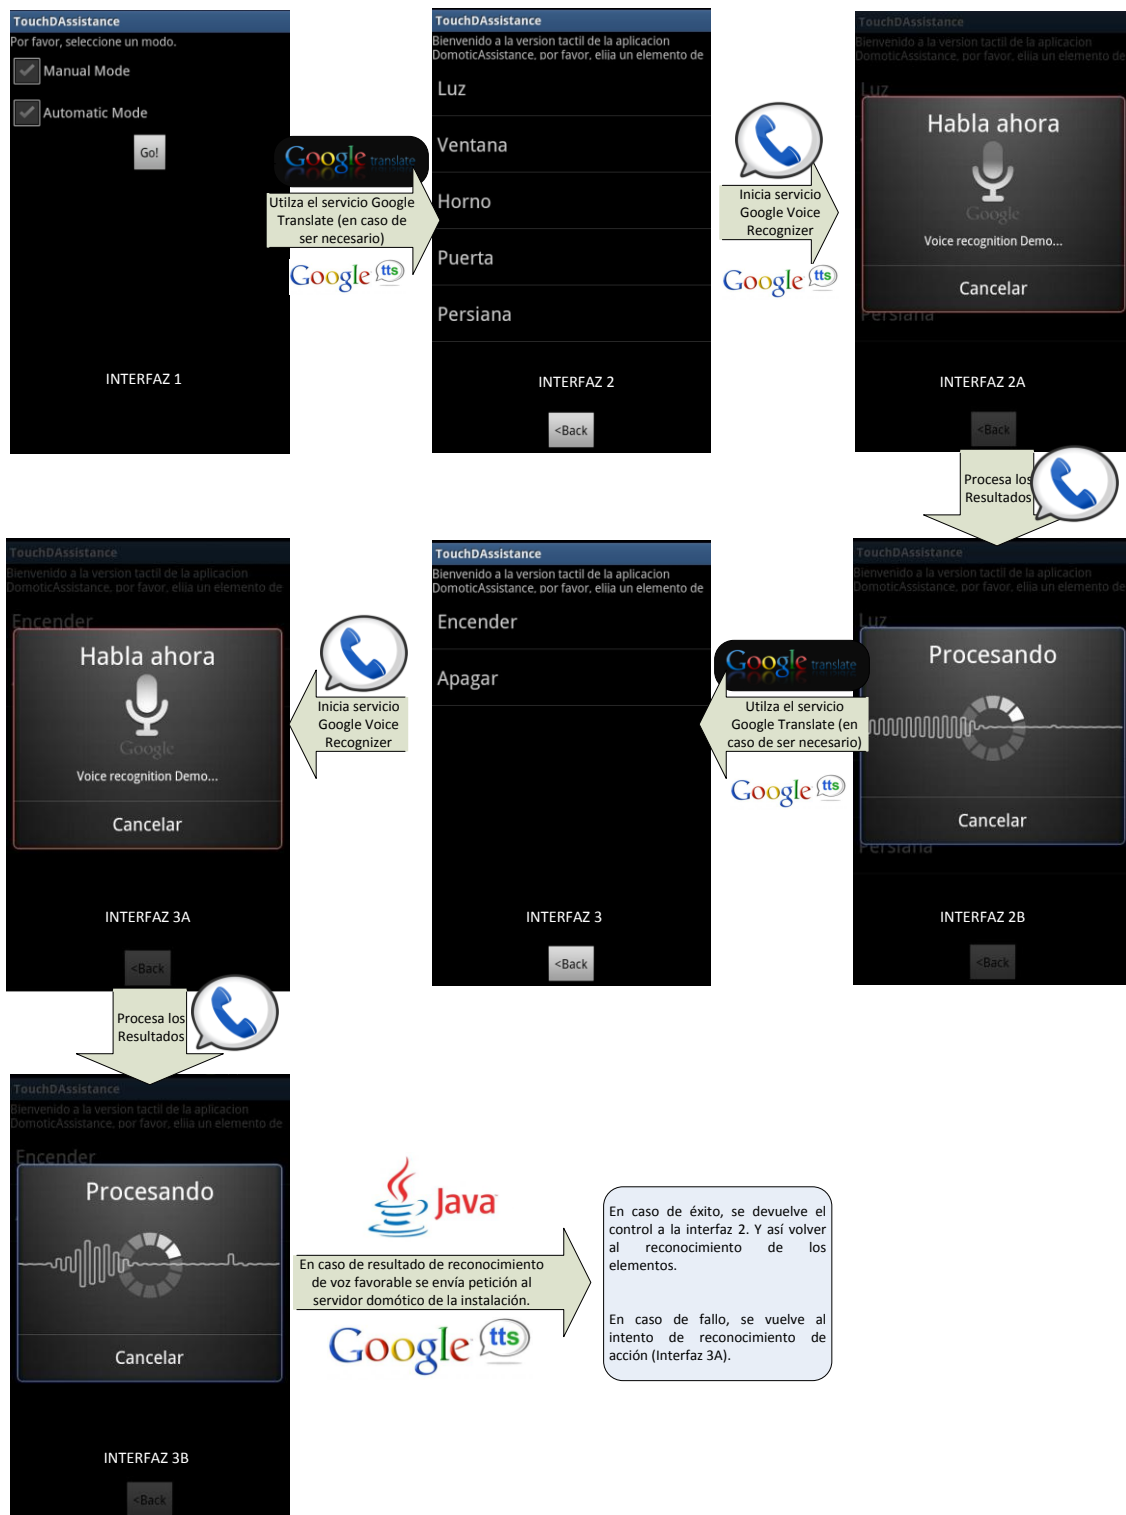 TouchDAssistance
Por favor, seleccione un modo.
Manual Mode
Automatic Mode
Go!
INTERFAZ 1
Google translate
Utilza el servicio Google
Translate (en caso de
ser necesario)
Google tts
Bienvenido a la version tactil de la aplicacion
DomoticAssistance, por favor, elija un elemento de
Luz
Ventana
Horno
Puerta
Persiana
INTERFAZ 2
<Back
Inicia servicio
Google Voice
Recognizer
Google tts
TouchDAssistance
Bienvenido a la version tactil de la aplicacion
DomoticAssistance, por favor, elija un elemento de
Luz
Habla ahora
Google
Voice recognition Demo...
Cancelar
Persiana
INTERFAZ 2A
<Back
Procesa los
Resultados
TouchDAssistance
Bienvenido a la version tactil de la aplicacion
DomoticAssistance, por favor, elija un elemento de
Luz
Procesando
Cancelar
Persiana
INTERFAZ 2B
<Back
Google translate
Utilza el servicio
Google Translate (en
caso de ser necesario)
Google tts
TouchDAssistance
Bienvenido a la version tactil de la aplicacion
DomoticAssistance, por favor, elija un elemento de
Encender
Apagar
INTERFAZ 3
<Back
Inicia servicio
Google Voice
Recognizer
TouchDAssistance
Bienvenido a la version tactil de la aplicacion
DomoticAssistance, por favor, elija un elemento de
Encender
Habla ahora
Google
Voice recognition Demo...
Cancelar
INTERFAZ 3A
<Back
Procesa los
Resultados
TouchDAssistance
Bienvenido a la version tactil de la aplicacion
DomoticAssistance, por favor, elija un elemento de
Encender
Procesando
Cancelar
INTERFAZ 3B
<Back
Java
En caso de resultado de reconocimiento
de voz favorable se envía petición al
servidor domótico de la instalación.
Google tts
En caso de éxito, se devuelve el
control a la interfaz 2. Y así volver
al reconocimiento de los
elementos.
En caso de fallo, se vuelve al
intento de reconocimiento de
acción (Interfaz 3A).